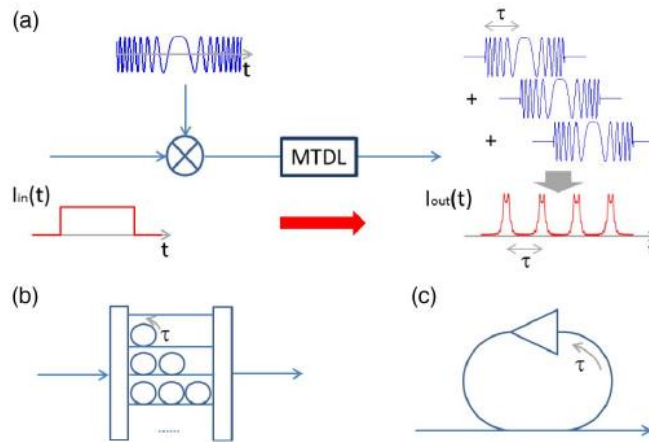 (a)
t
τ
+
+
MTDL
Iin(t)
t
Iout(t)
τ
(b)
τ
......
(c)
τ